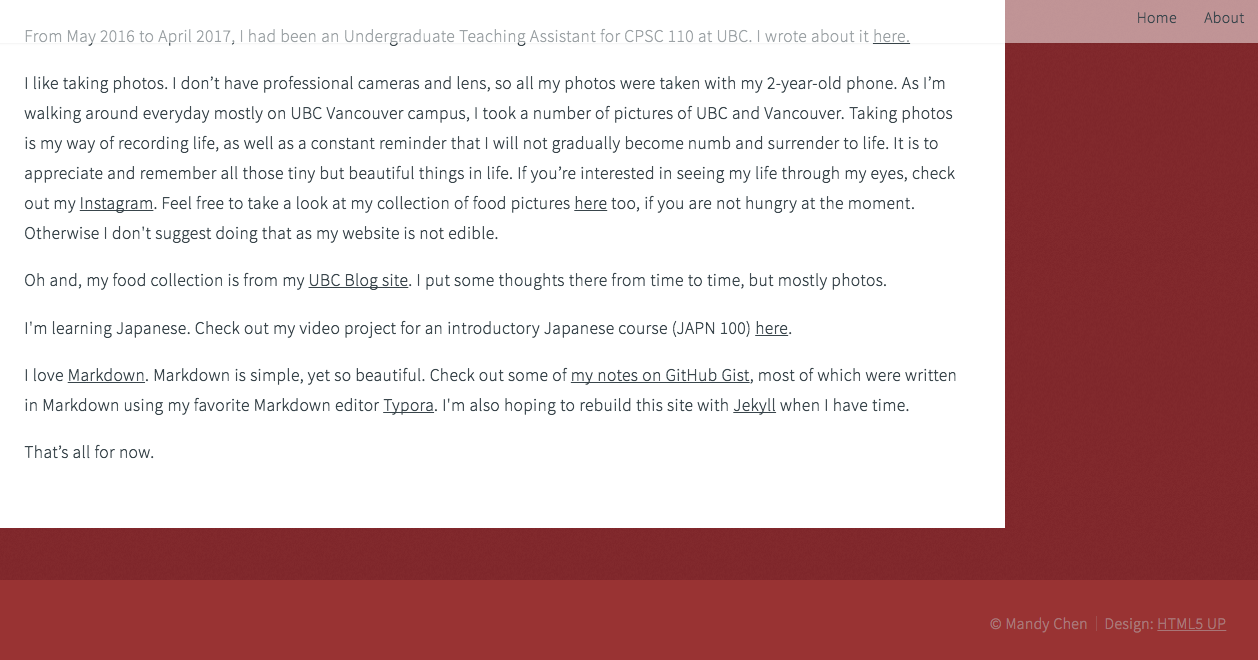 Home About
From May 2016 to April 2017, I had been an Undergraduate Teaching Assistant for CPSC 110 at UBC. I wrote about it here.
I like taking photos. I don’t have professional cameras and lens, so all my photos were taken with my 2-year-old phone. As I’m
walking around everyday mostly on UBC Vancouver campus, I took a number of pictures of UBC and Vancouver. Taking photos
is my way of recording life, as well as a constant reminder that I will not gradually become numb and surrender to life. It is to
appreciate and remember all those tiny but beautiful things in life. If you’re interested in seeing my life through my eyes, check
out my Instagram. Feel free to take a look at my collection of food pictures here too, if you are not hungry at the moment.
Otherwise I don't suggest doing that as my website is not edible.
Oh and, my food collection is from my UBC Blog site. I put some thoughts there from time to time, but mostly photos.
I'm learning Japanese. Check out my video project for an introductory Japanese course (JAPN 100) here.
I love Markdown. Markdown is simple, yet so beautiful. Check out some of my notes on GitHub Gist, most of which were written
in Markdown using my favorite Markdown editor Typora. I'm also hoping to rebuild this site with Jekyll when I have time.
That’s all for now.
© Mandy Chen | Design: HTML5 UP